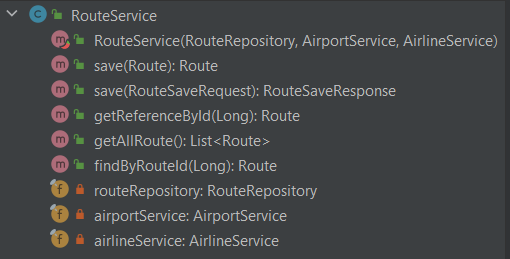 RouteService
RouteService(RouteRepository, AirportService, AirlineService)
save(Route): Route
save(RouteSaveRequest): RouteSaveResponse
getReferenceById(Long): Route
getAllRoute(): List<Route>
findByRouteId(Long): Route
routeRepository: RouteRepository
airportService: AirportService
airlineService: AirlineService